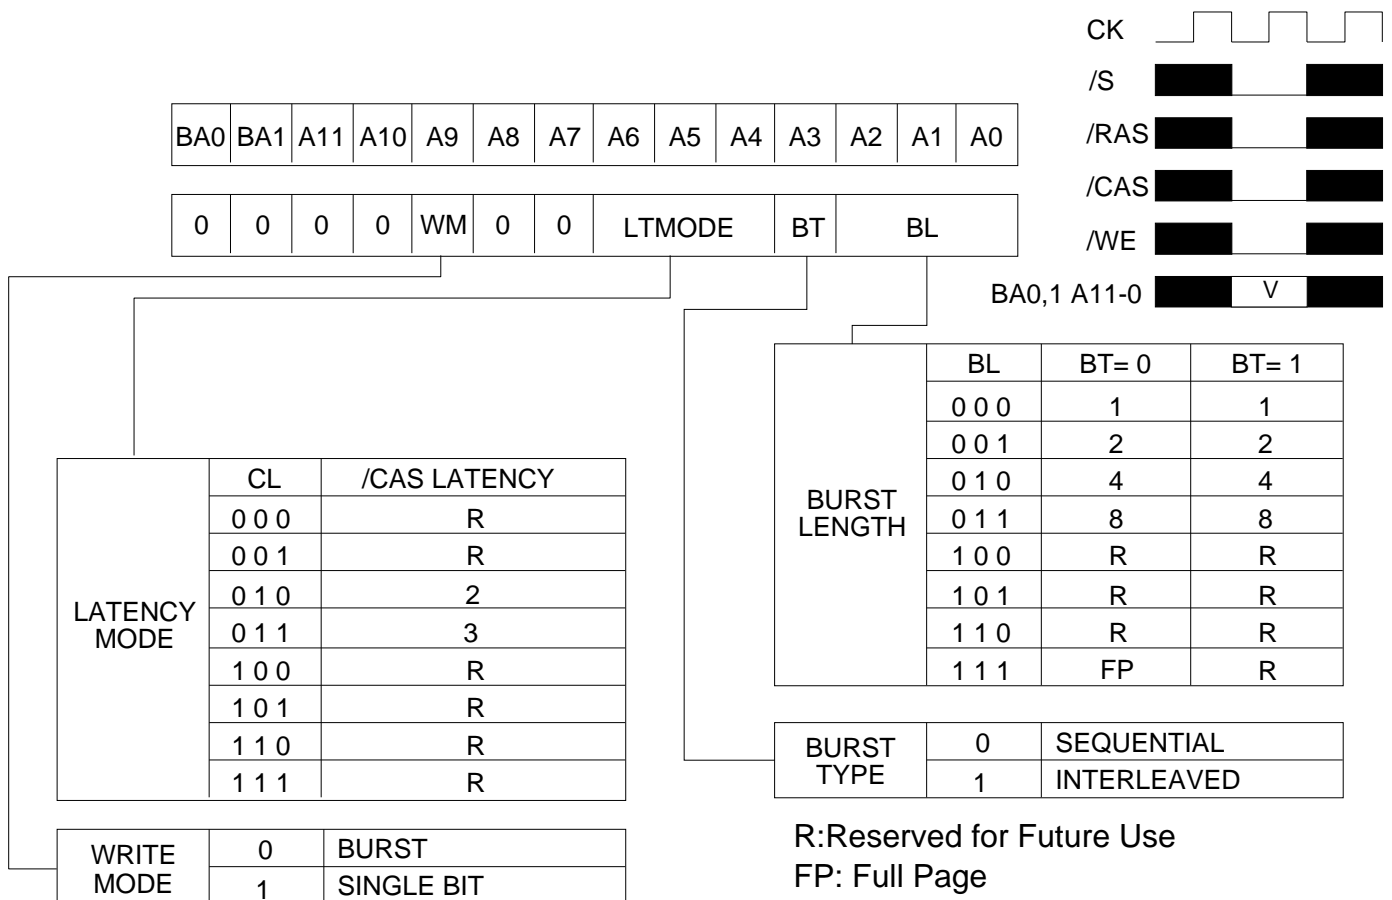 CK
/S
/RAS
/CAS
/WE
BA0,1 A11-0 V
BA0 BA1 A11 A10 A9 A8 A7 A6 A5 A4 A3 A2 A1 A0
0 0 0 0 WM 0 0 LTMODE BT BL
BURST LENGTH
BL BT= 0 BT= 1
0 0 0 1 1
0 0 1 2 2
0 1 0 4 4
0 1 1 8 8
1 0 0 R R
1 0 1 R R
1 1 0 R R
1 1 1 FP R
LATENCY MODE
CL /CAS LATENCY
0 0 0 R
0 0 1 R
0 1 0 2
0 1 1 3
1 0 0 R
1 0 1 R
1 1 0 R
1 1 1 R
BURST TYPE
0 SEQUENTIAL
1 INTERLEAVED
WRITE MODE
0 BURST
1 SINGLE BIT
R:Reserved for Future Use
FP: Full Page